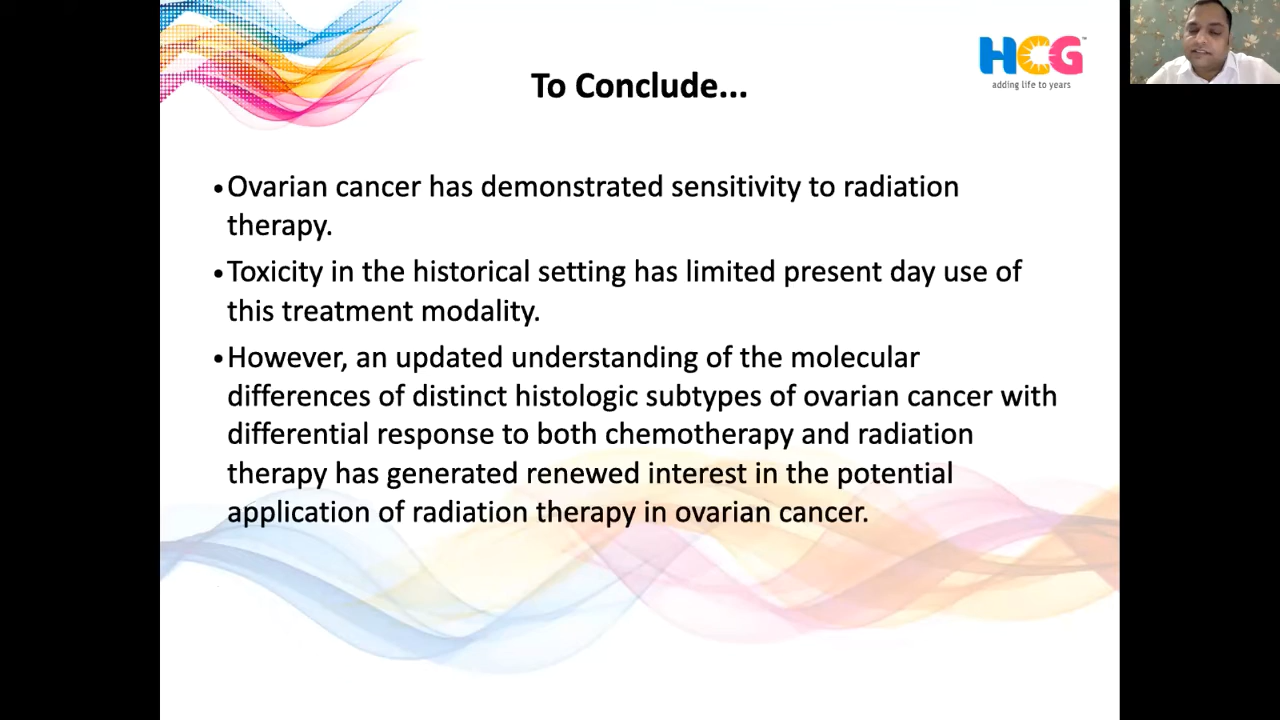 HCG™
adding life to years
To Conclude...
•Ovarian cancer has demonstrated sensitivity to radiation
therapy.
•Toxicity in the historical setting has limited present day use of
this treatment modality.
•However, an updated understanding of the molecular
differences of distinct histologic subtypes of ovarian cancer with
differential response to both chemotherapy and radiation
therapy has generated renewed interest in the potential
application of radiation therapy in ovarian cancer.